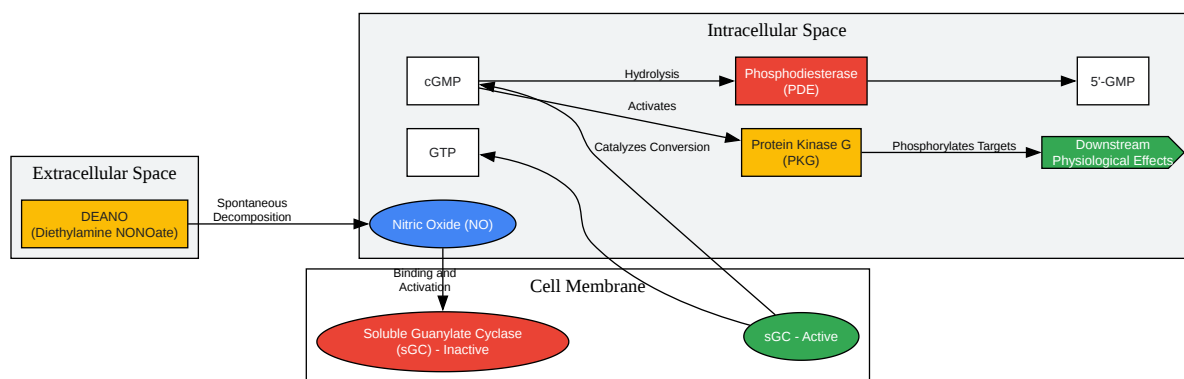 Intracellular Space
cGMP
Hydrolysis
Phosphodiesterase
(PDE)
5'-GMP
Activates
GTP
Catalyzes Conversion
Protein Kinase G
(PKG)
Phosphorylates Targets
Downstream
Physiological Effects
Extracellular Space
DEANO
(Diethylamine NONOate)
Spontaneous
Decomposition
Nitric Oxide (NO)
Binding and
Activation
Cell Membrane
Soluble Guanylate Cyclase
(sGC) - Inactive
sGC - Active